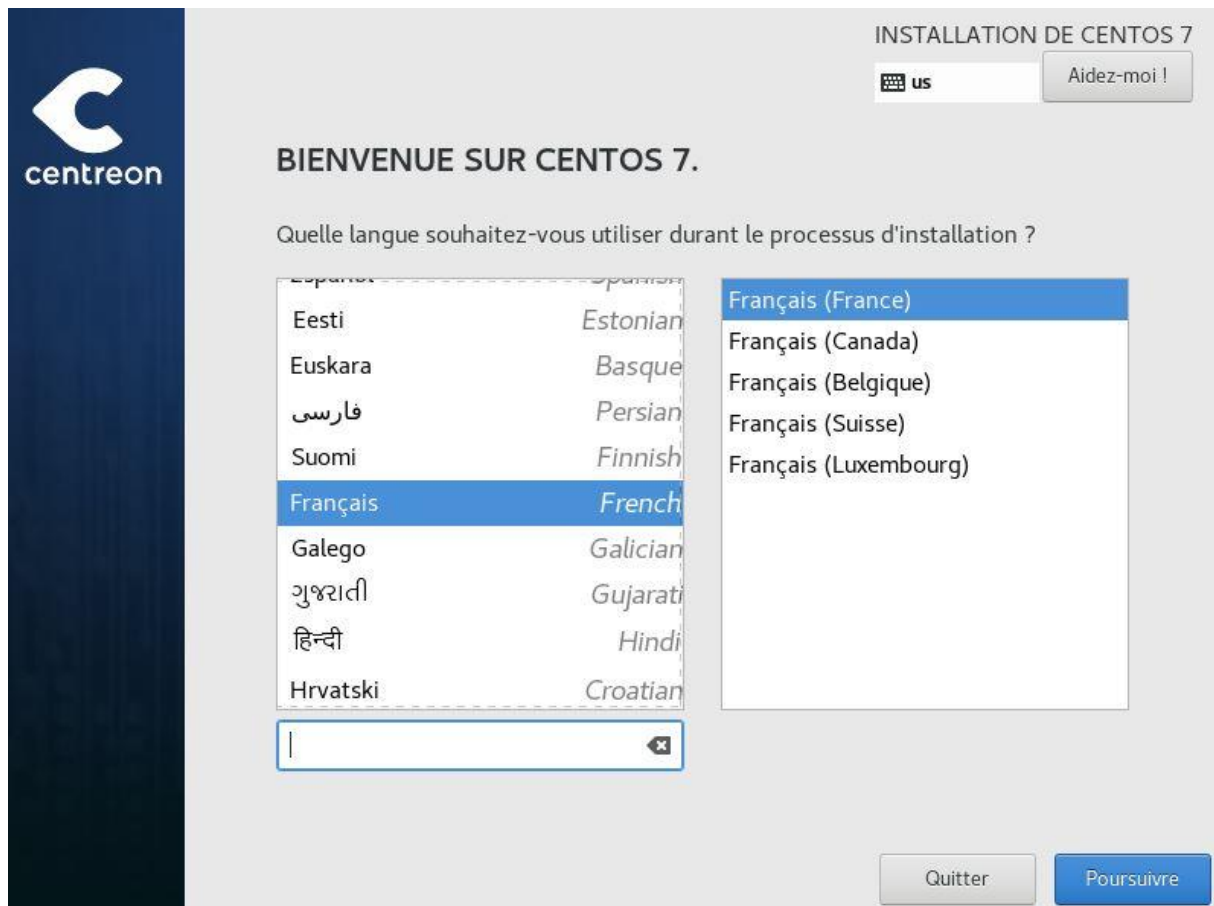 centreon
INSTALLATION DE CENTOS 7
us
Aidez-moi !
BIENVENUE SUR CENTOS 7.
Quelle langue souhaitez-vous utiliser durant le processus d'installation ?
Español Spanish
Eesti Estonian
Euskara Basque
فارسی Persian
Suomi Finnish
Français French
Galego Galician
ગુજરાતી Gujarati
हिन्दी Hindi
Hrvatski Croatian
Français (France)
Français (Canada)
Français (Belgique)
Français (Suisse)
Français (Luxembourg)
Quitter
Poursuivre